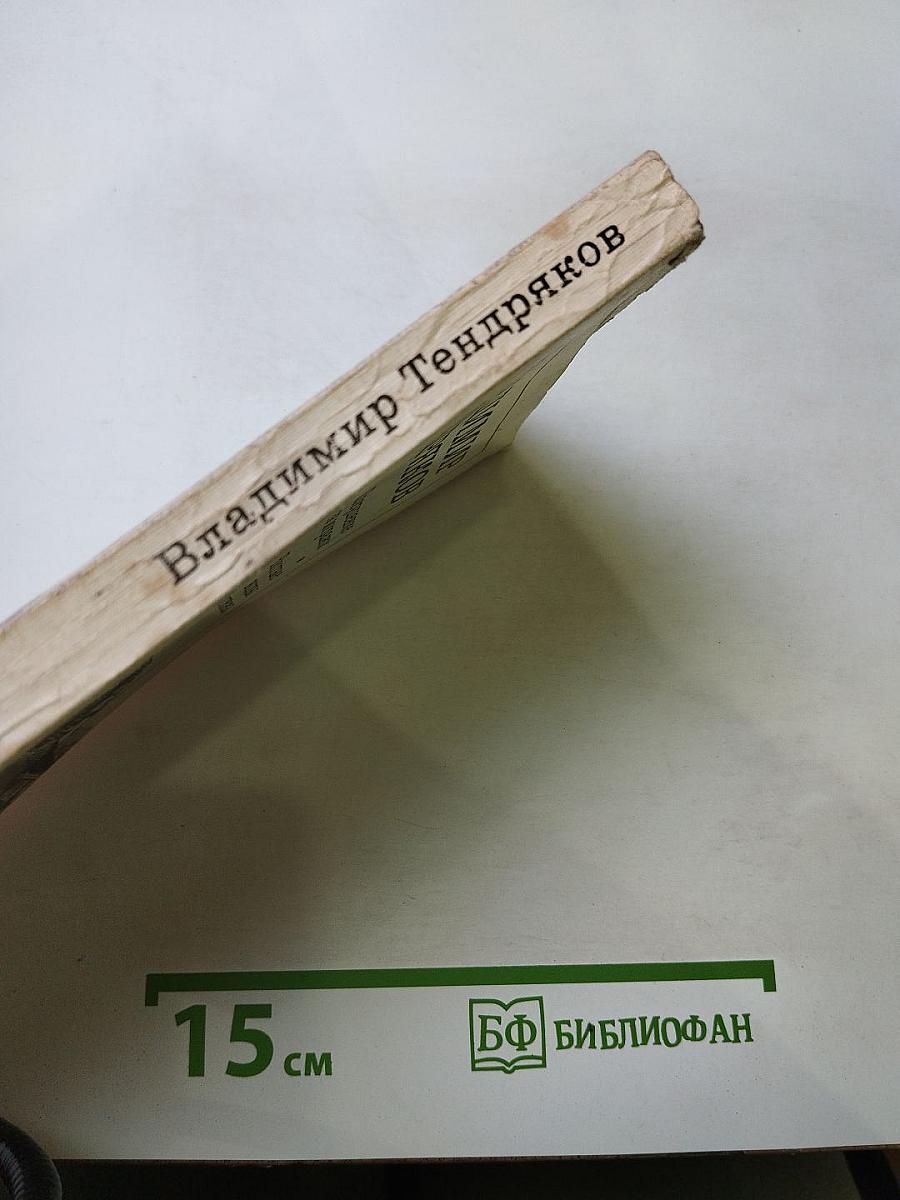 Владимир Тендряков
15 см
БФ БИБЛИОФАН